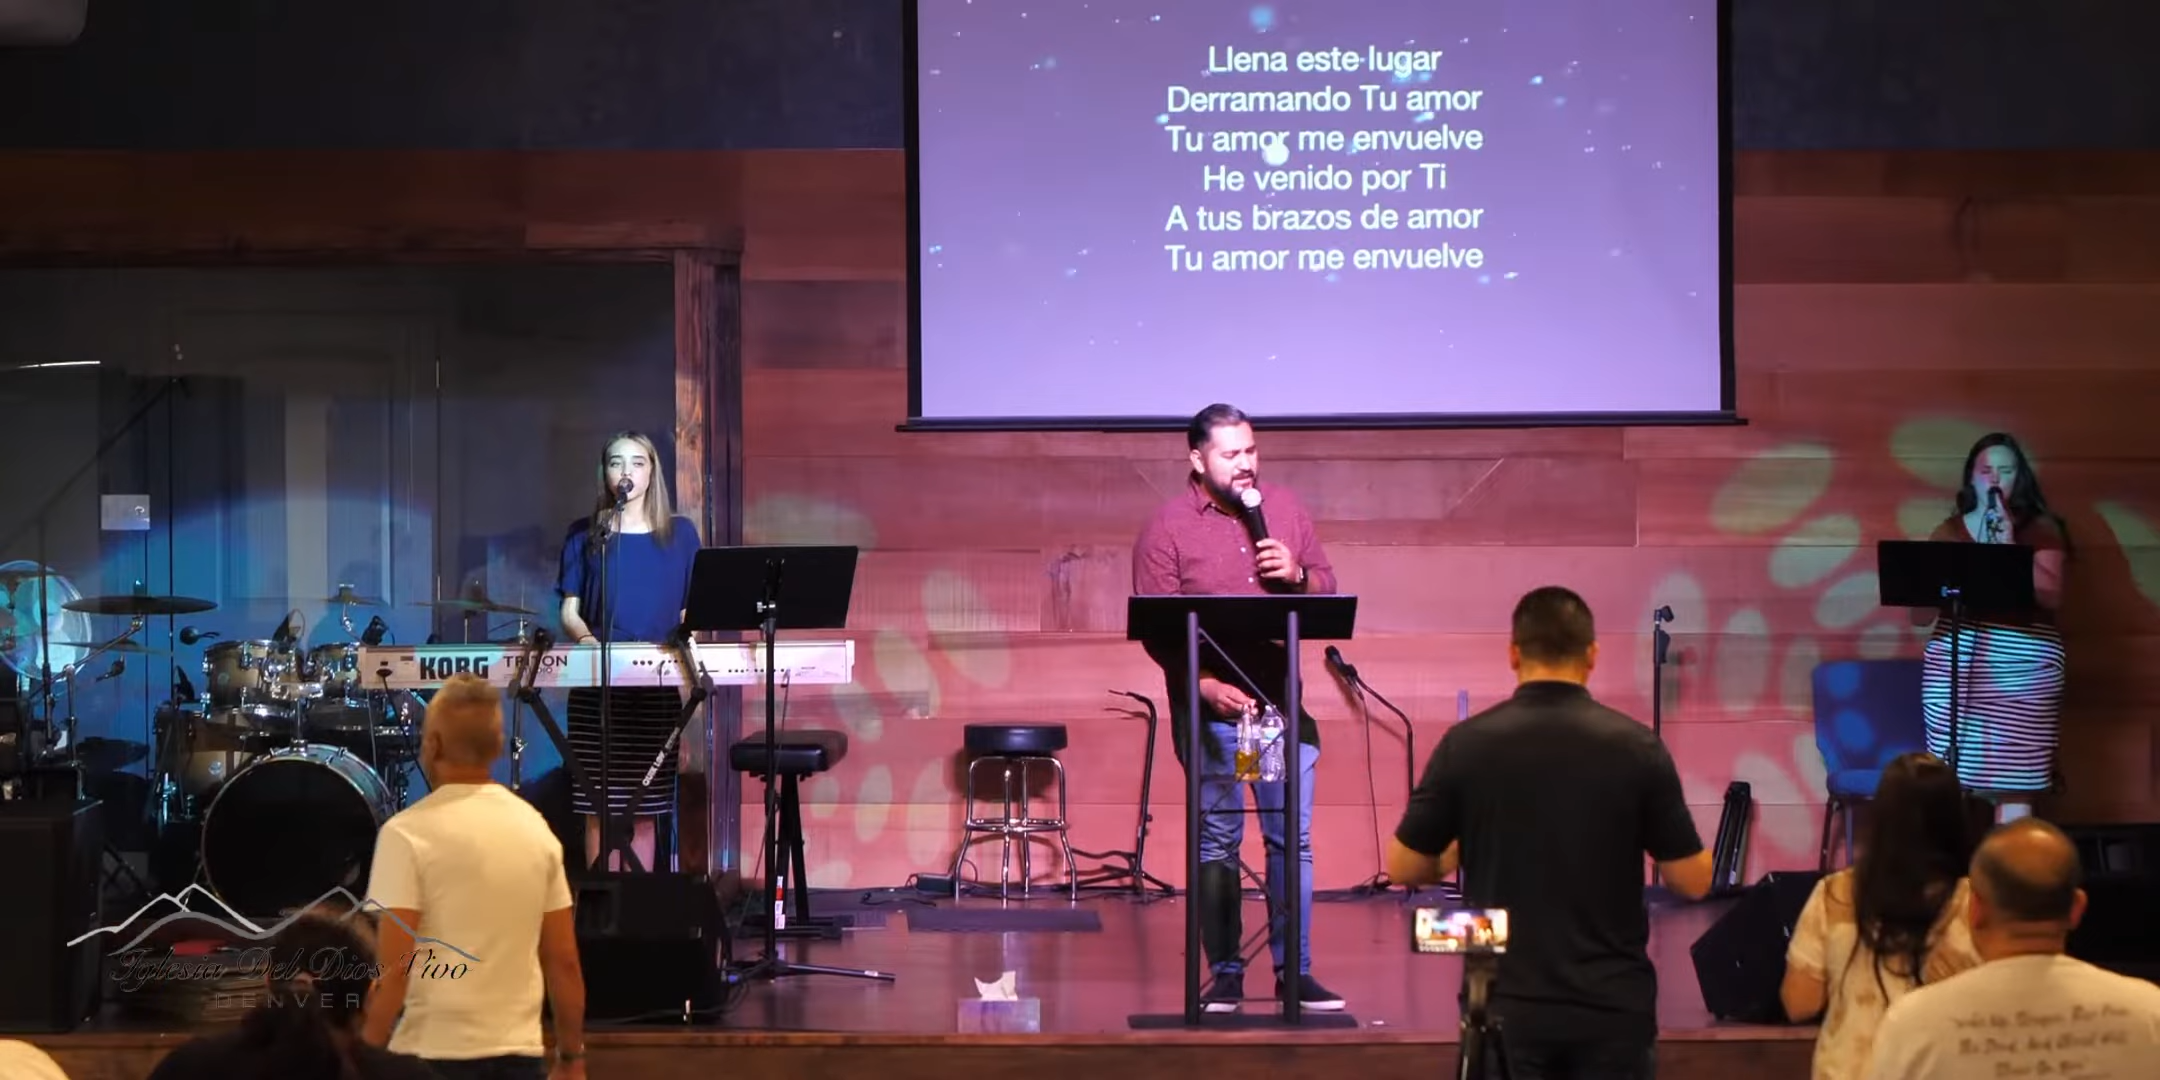 Llena este lugar
Derramando Tu amor
Tu amor me envuelve
He venido por Ti
A tus brazos de amor
Tu amor me envuelve
KORG TRITON
Iglesia Del Dios Vivo
DENVER